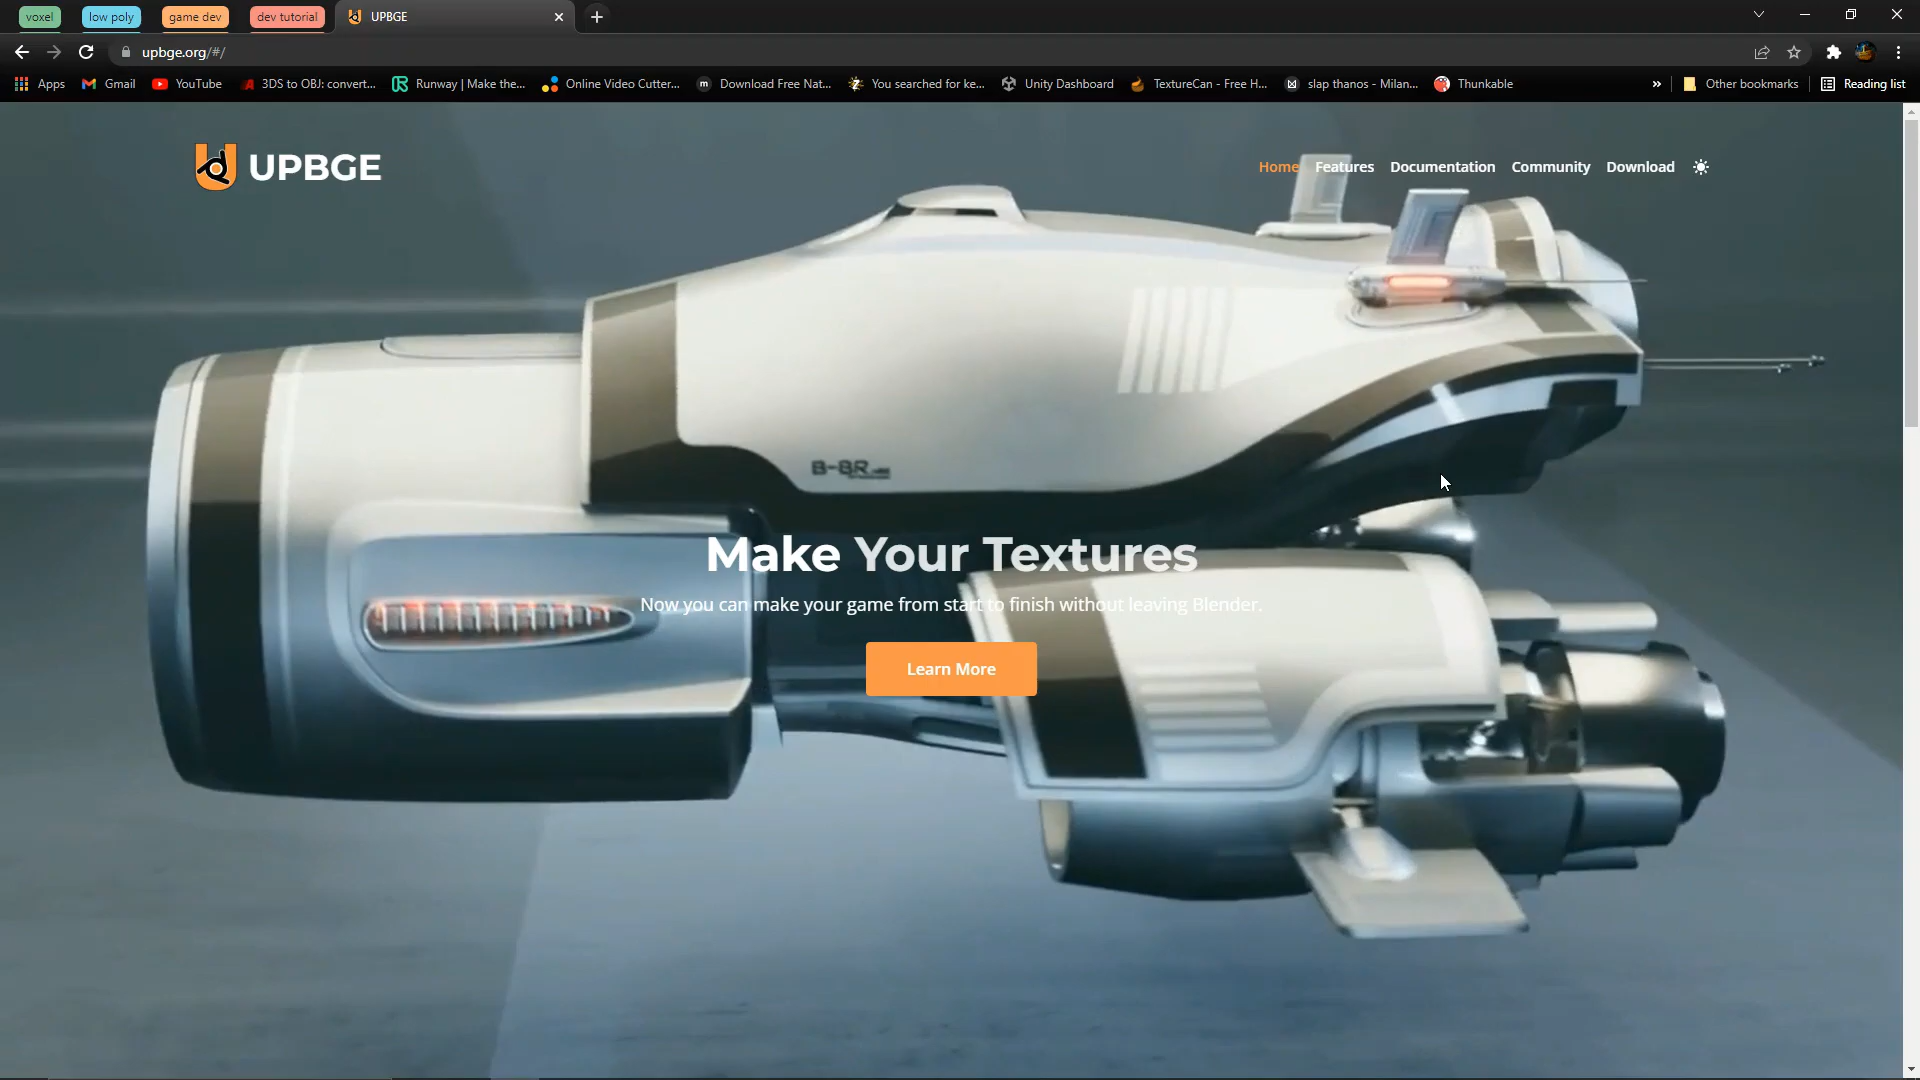 voxel
low poly
game dev
dev tutorial
UPBGE
upbge.org/#/
Apps
Gmail
YouTube
3DS to OBJ: convert...
Runway | Make the...
Online Video Cutter...
Download Free Nat...
You searched for ke...
Unity Dashboard
TextureCan - Free H...
slap thanos - Milan...
Thunkable
»
Other bookmarks
Reading list
UPBGE
Home
Features
Documentation
Community
Download
B-8R
Make Your Textures
Now you can make your game from start to finish without leaving Blender.
Learn More